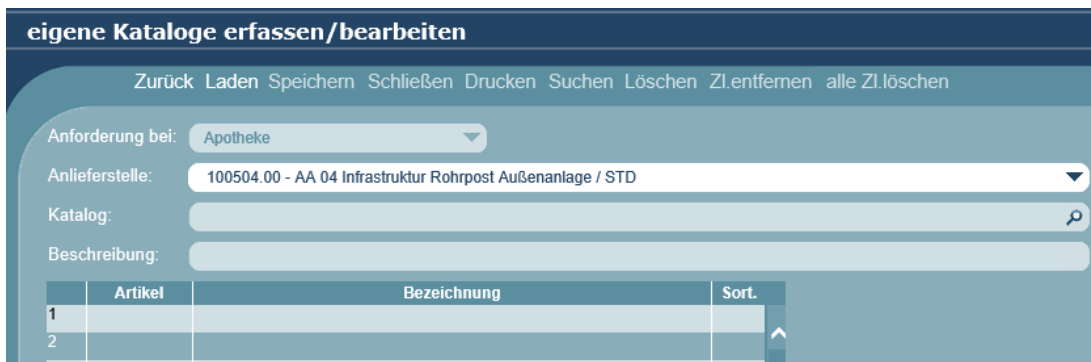 eigene Kataloge erfassen/bearbeiten
Zurück Laden Speichern Schließen Drucken Suchen Löschen Zl.entfernen alle Zl.löschen
Anforderung bei: Apotheke
Anlieferstelle: 100504.00 - AA 04 Infrastruktur Rohrpost Außenanlage / STD
Katalog:
Beschreibung:
Artikel Bezeichnung Sort.
1
2